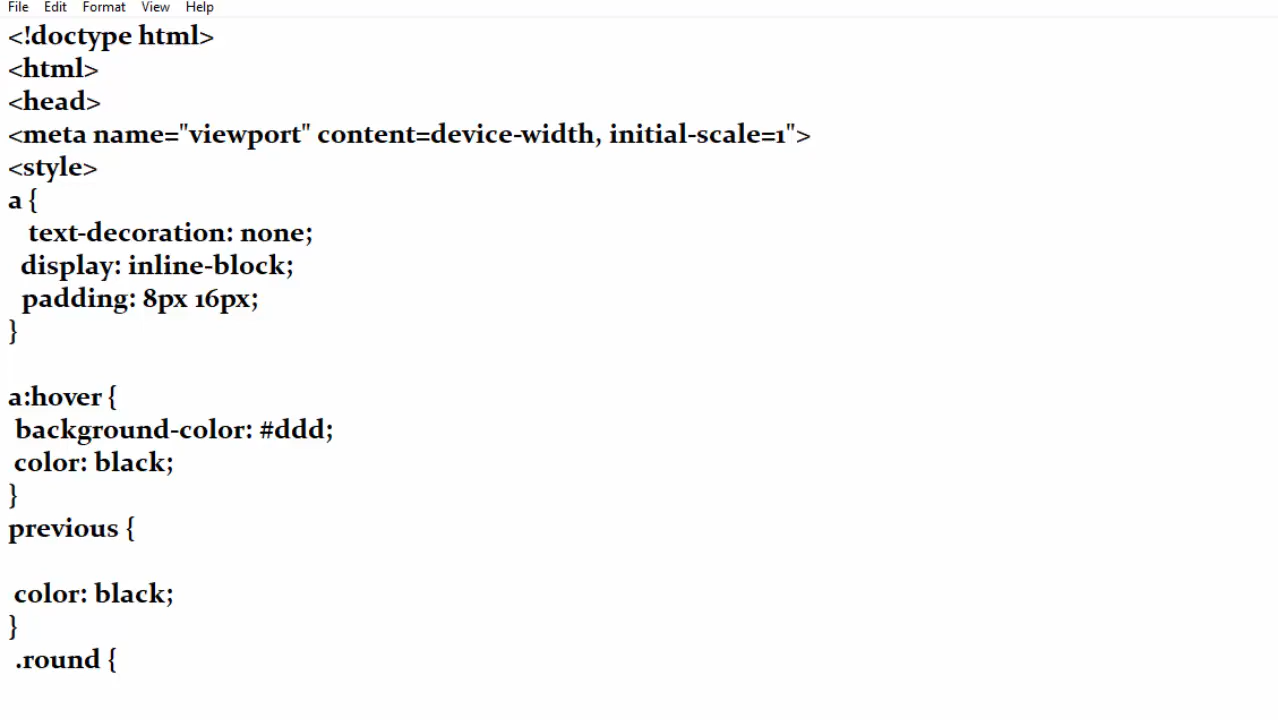 File Edit Format View Help
<!doctype html>
<html>
<head>
<meta name="viewport" content=device-width, initial-scale=1">
<style>
a {
text-decoration: none;
display: inline-block;
padding: 8px 16px;
}
a:hover {
background-color: #ddd;
color: black;
}
previous {
color: black;
}
.round {